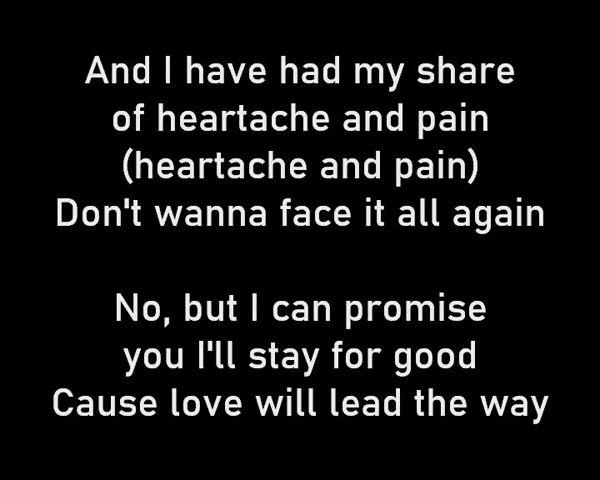 And I have had my share
of heartache and pain
(heartache and pain)
Don't wanna face it all again
No, but I can promise
you I'll stay for good
Cause love will lead the way